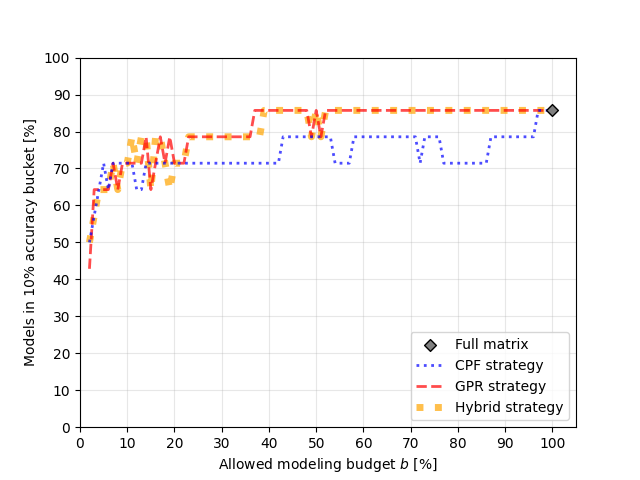 100
90
80
70
60
50
40
30
20
10
0
Models in 10% accuracy bucket [%]
Full matrix
CPF strategy
GPR strategy
Hybrid strategy
0 10 20 30 40 50 60 70 80 90 100
Allowed modeling budget b [%]